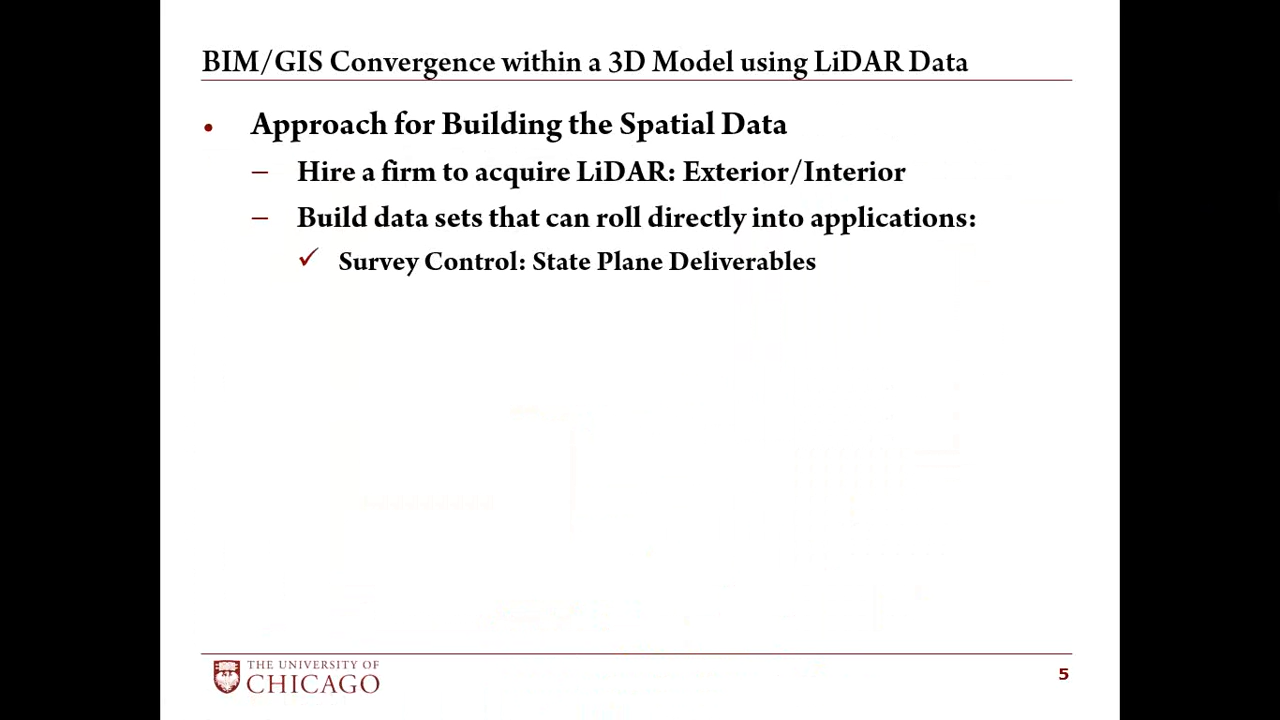 BIM/GIS Convergence within a 3D Model using LiDAR Data
• Approach for Building the Spatial Data
– Hire a firm to acquire LiDAR: Exterior/Interior
– Build data sets that can roll directly into applications:
✓ Survey Control: State Plane Deliverables
THE UNIVERSITY OF
CHICAGO
5